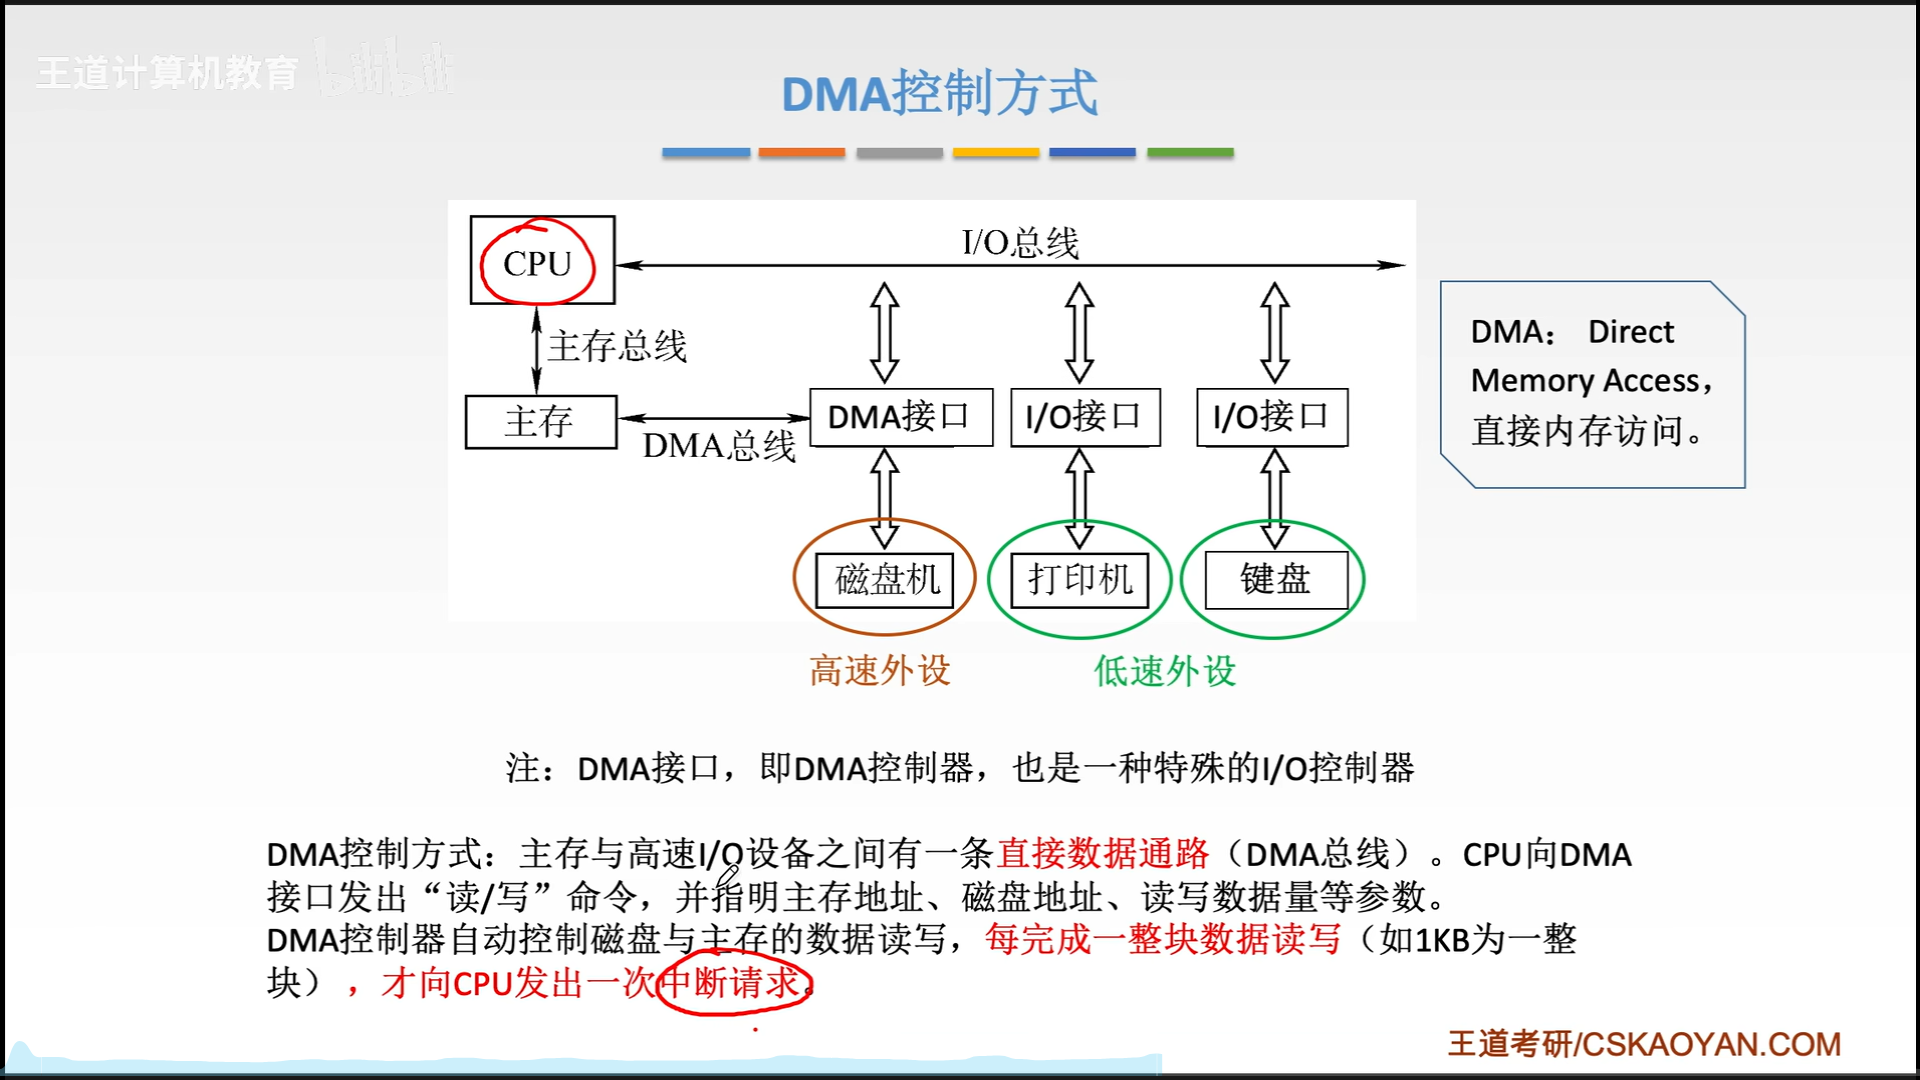 王道计算机教育 bilibili
DMA控制方式
CPU
I/O总线
主存总线
主存
DMA总线
DMA接口
I/O接口
I/O接口
磁盘机
打印机
键盘
高速外设
低速外设
DMA： Direct
Memory Access，
直接内存访问。
注：DMA接口，即DMA控制器，也是一种特殊的I/O控制器
DMA控制方式：主存与高速I/O设备之间有一条直接数据通路（DMA总线）。CPU向DMA
接口发出“读/写”命令，并指明主存地址、磁盘地址、读写数据量等参数。
DMA控制器自动控制磁盘与主存的数据读写，每完成一整块数据读写（如1KB为一整
块），才向CPU发出一次中断请求。
王道考研/CSKAOYAN.COM